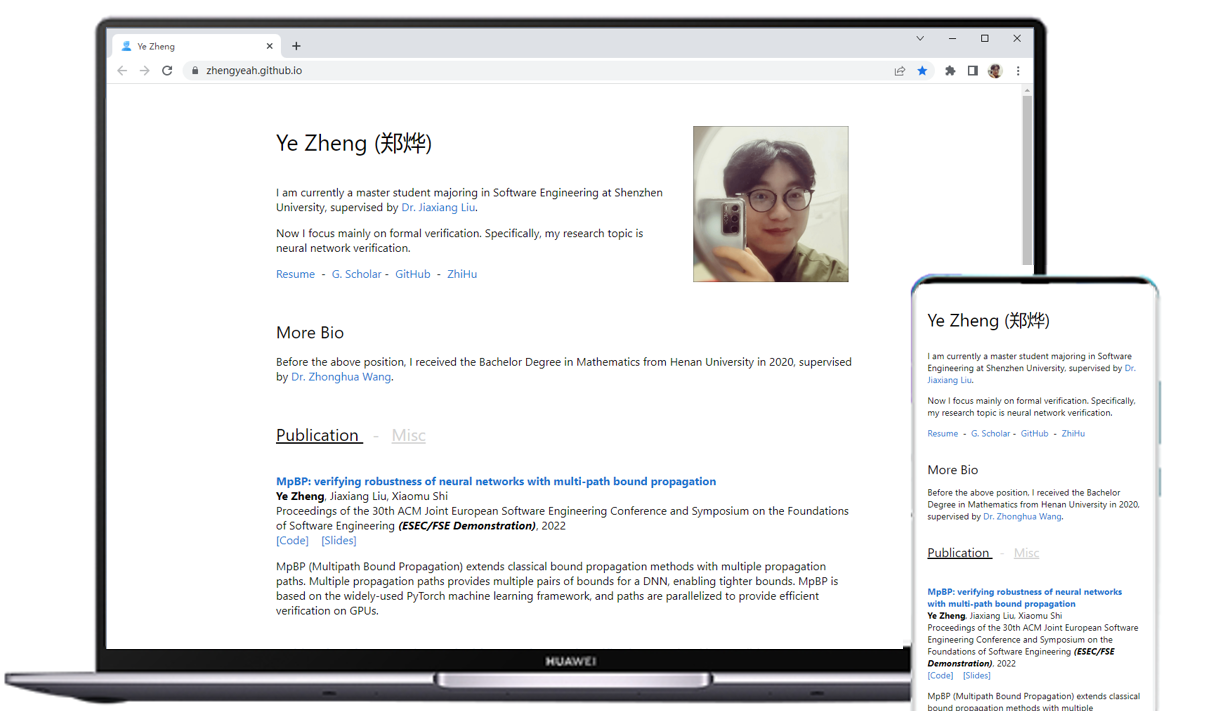 Ye Zheng
zhengyeah.github.io
Ye Zheng (郑烨)
I am currently a master student majoring in Software Engineering at Shenzhen
University, supervised by Dr. Jiaxiang Liu.
Now I focus mainly on formal verification. Specifically, my research topic is
neural network verification.
Resume - G. Scholar - GitHub - ZhiHu
More Bio
Before the above position, I received the Bachelor Degree in Mathematics from Henan University in 2020, supervised
by Dr. Zhonghua Wang.
Publication - Misc
MpBP: verifying robustness of neural networks with multi-path bound propagation
Ye Zheng, Jiaxiang Liu, Xiaomu Shi
Proceedings of the 30th ACM Joint European Software Engineering Conference and Symposium on the Foundations
of Software Engineering (ESEC/FSE Demonstration), 2022
[Code] [Slides]
MpBP (Multipath Bound Propagation) extends classical bound propagation methods with multiple propagation
paths. Multiple propagation paths provides multiple pairs of bounds for a DNN, enabling tighter bounds. MpBP is
based on the widely-used PyTorch machine learning framework, and paths are parallelized to provide efficient
verification on GPUs.
HUAWEI
Ye Zheng (郑烨)
I am currently a master student majoring in Software
Engineering at Shenzhen University, supervised by Dr.
Jiaxiang Liu.
Now I focus mainly on formal verification. Specifically,
my research topic is neural network verification.
Resume - G. Scholar - GitHub - ZhiHu
More Bio
Before the above position, I received the Bachelor
Degree in Mathematics from Henan University in 2020,
supervised by Dr. Zhonghua Wang.
Publication - Misc
MpBP: verifying robustness of neural networks
with multi-path bound propagation
Ye Zheng, Jiaxiang Liu, Xiaomu Shi
Proceedings of the 30th ACM Joint European Software
Engineering Conference and Symposium on the
Foundations of Software Engineering (ESEC/FSE
Demonstration), 2022
[Code] [Slides]
MpBP (Multipath Bound Propagation) extends classical
bound propagation methods with multiple